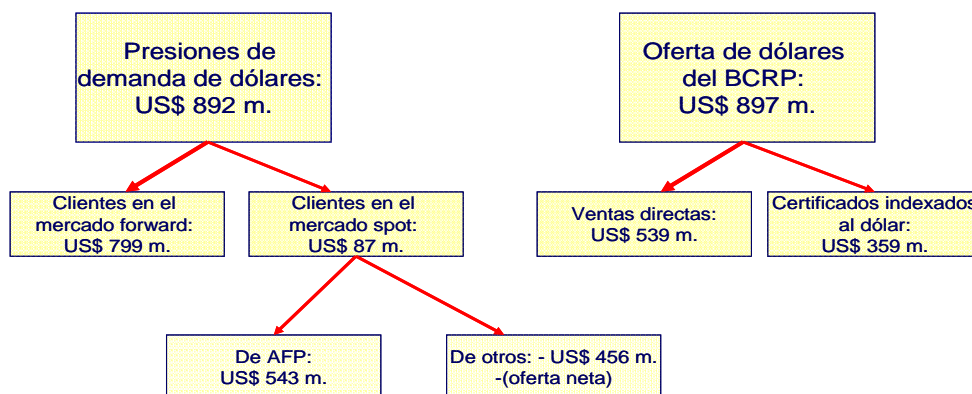 Presiones de
demanda de dólares:
US$ 892 m.
Oferta de dólares
del BCRP:
US$ 897 m.
Clientes en el
mercado forward:
US$ 799 m.
Clientes en el
mercado spot:
US$ 87 m.
Ventas directas:
US$ 539 m.
Certificados indexados
al dólar:
US$ 359 m.
De AFP:
US$ 543 m.
De otros: - US$ 456 m.
-(oferta neta)